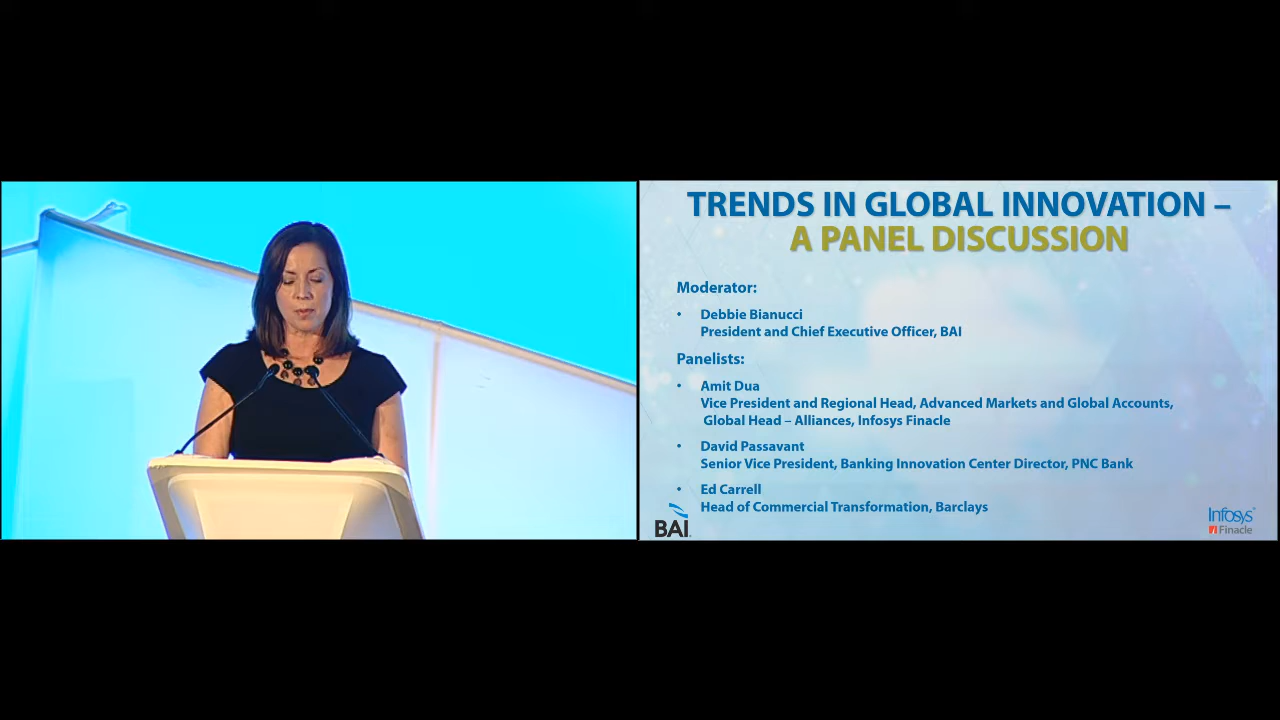 TRENDS IN GLOBAL INNOVATION –
A PANEL DISCUSSION
Moderator:
• Debbie Bianucci
President and Chief Executive Officer, BAI
Panelists:
• Amit Dua
Vice President and Regional Head, Advanced Markets and Global Accounts,
Global Head – Alliances, Infosys Finacle
• David Passavant
Senior Vice President, Banking Innovation Center Director, PNC Bank
• Ed Carrell
Head of Commercial Transformation, Barclays
BAI
Infosys
Finacle